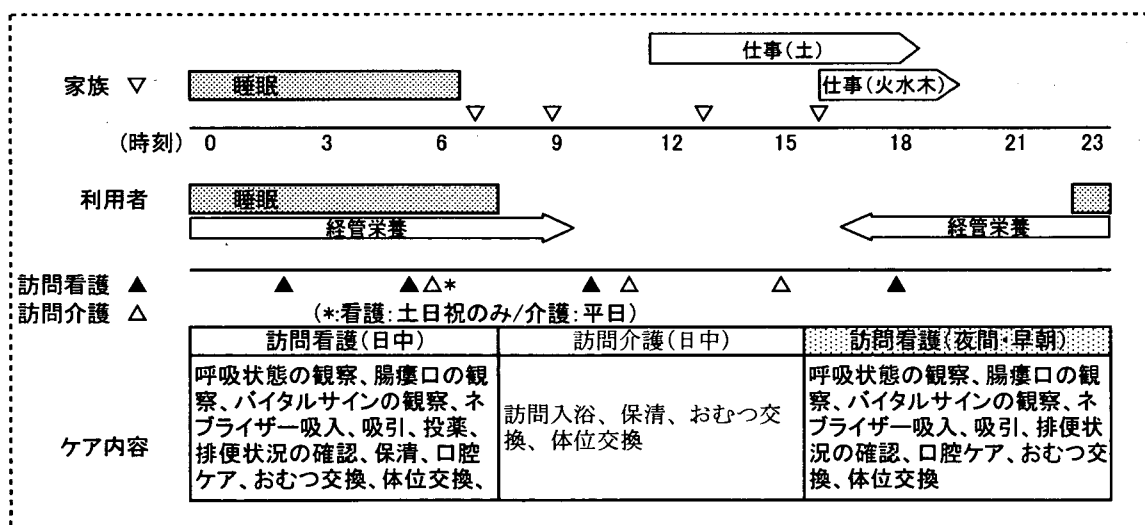 仕事(土)
家族 ▽ 睡眠 仕事(火水木)
(時刻) 0 3 6 9 12 15 18 21 23
利用者 睡眠
経管栄養 経管栄養
訪問看護 ▲
訪問介護 △
(*:看護:土日祝のみ/介護:平日)
訪問看護(日中) 訪問介護(日中) 訪問看護(夜間・早朝)
ケア内容
呼吸状態の観察、腸瘻口の観
察、バイタルサインの観察、ネ
ブライザー吸入、吸引、投薬、
排便状況の確認、保清、口腔
ケア、おむつ交換、体位交換、
訪問入浴、保清、おむつ交
換、体位交換
呼吸状態の観察、腸瘻口の観
察、バイタルサインの観察、ネ
ブライザー吸入、吸引、排便状
況の確認、口腔ケア、おむつ交
換、体位交換